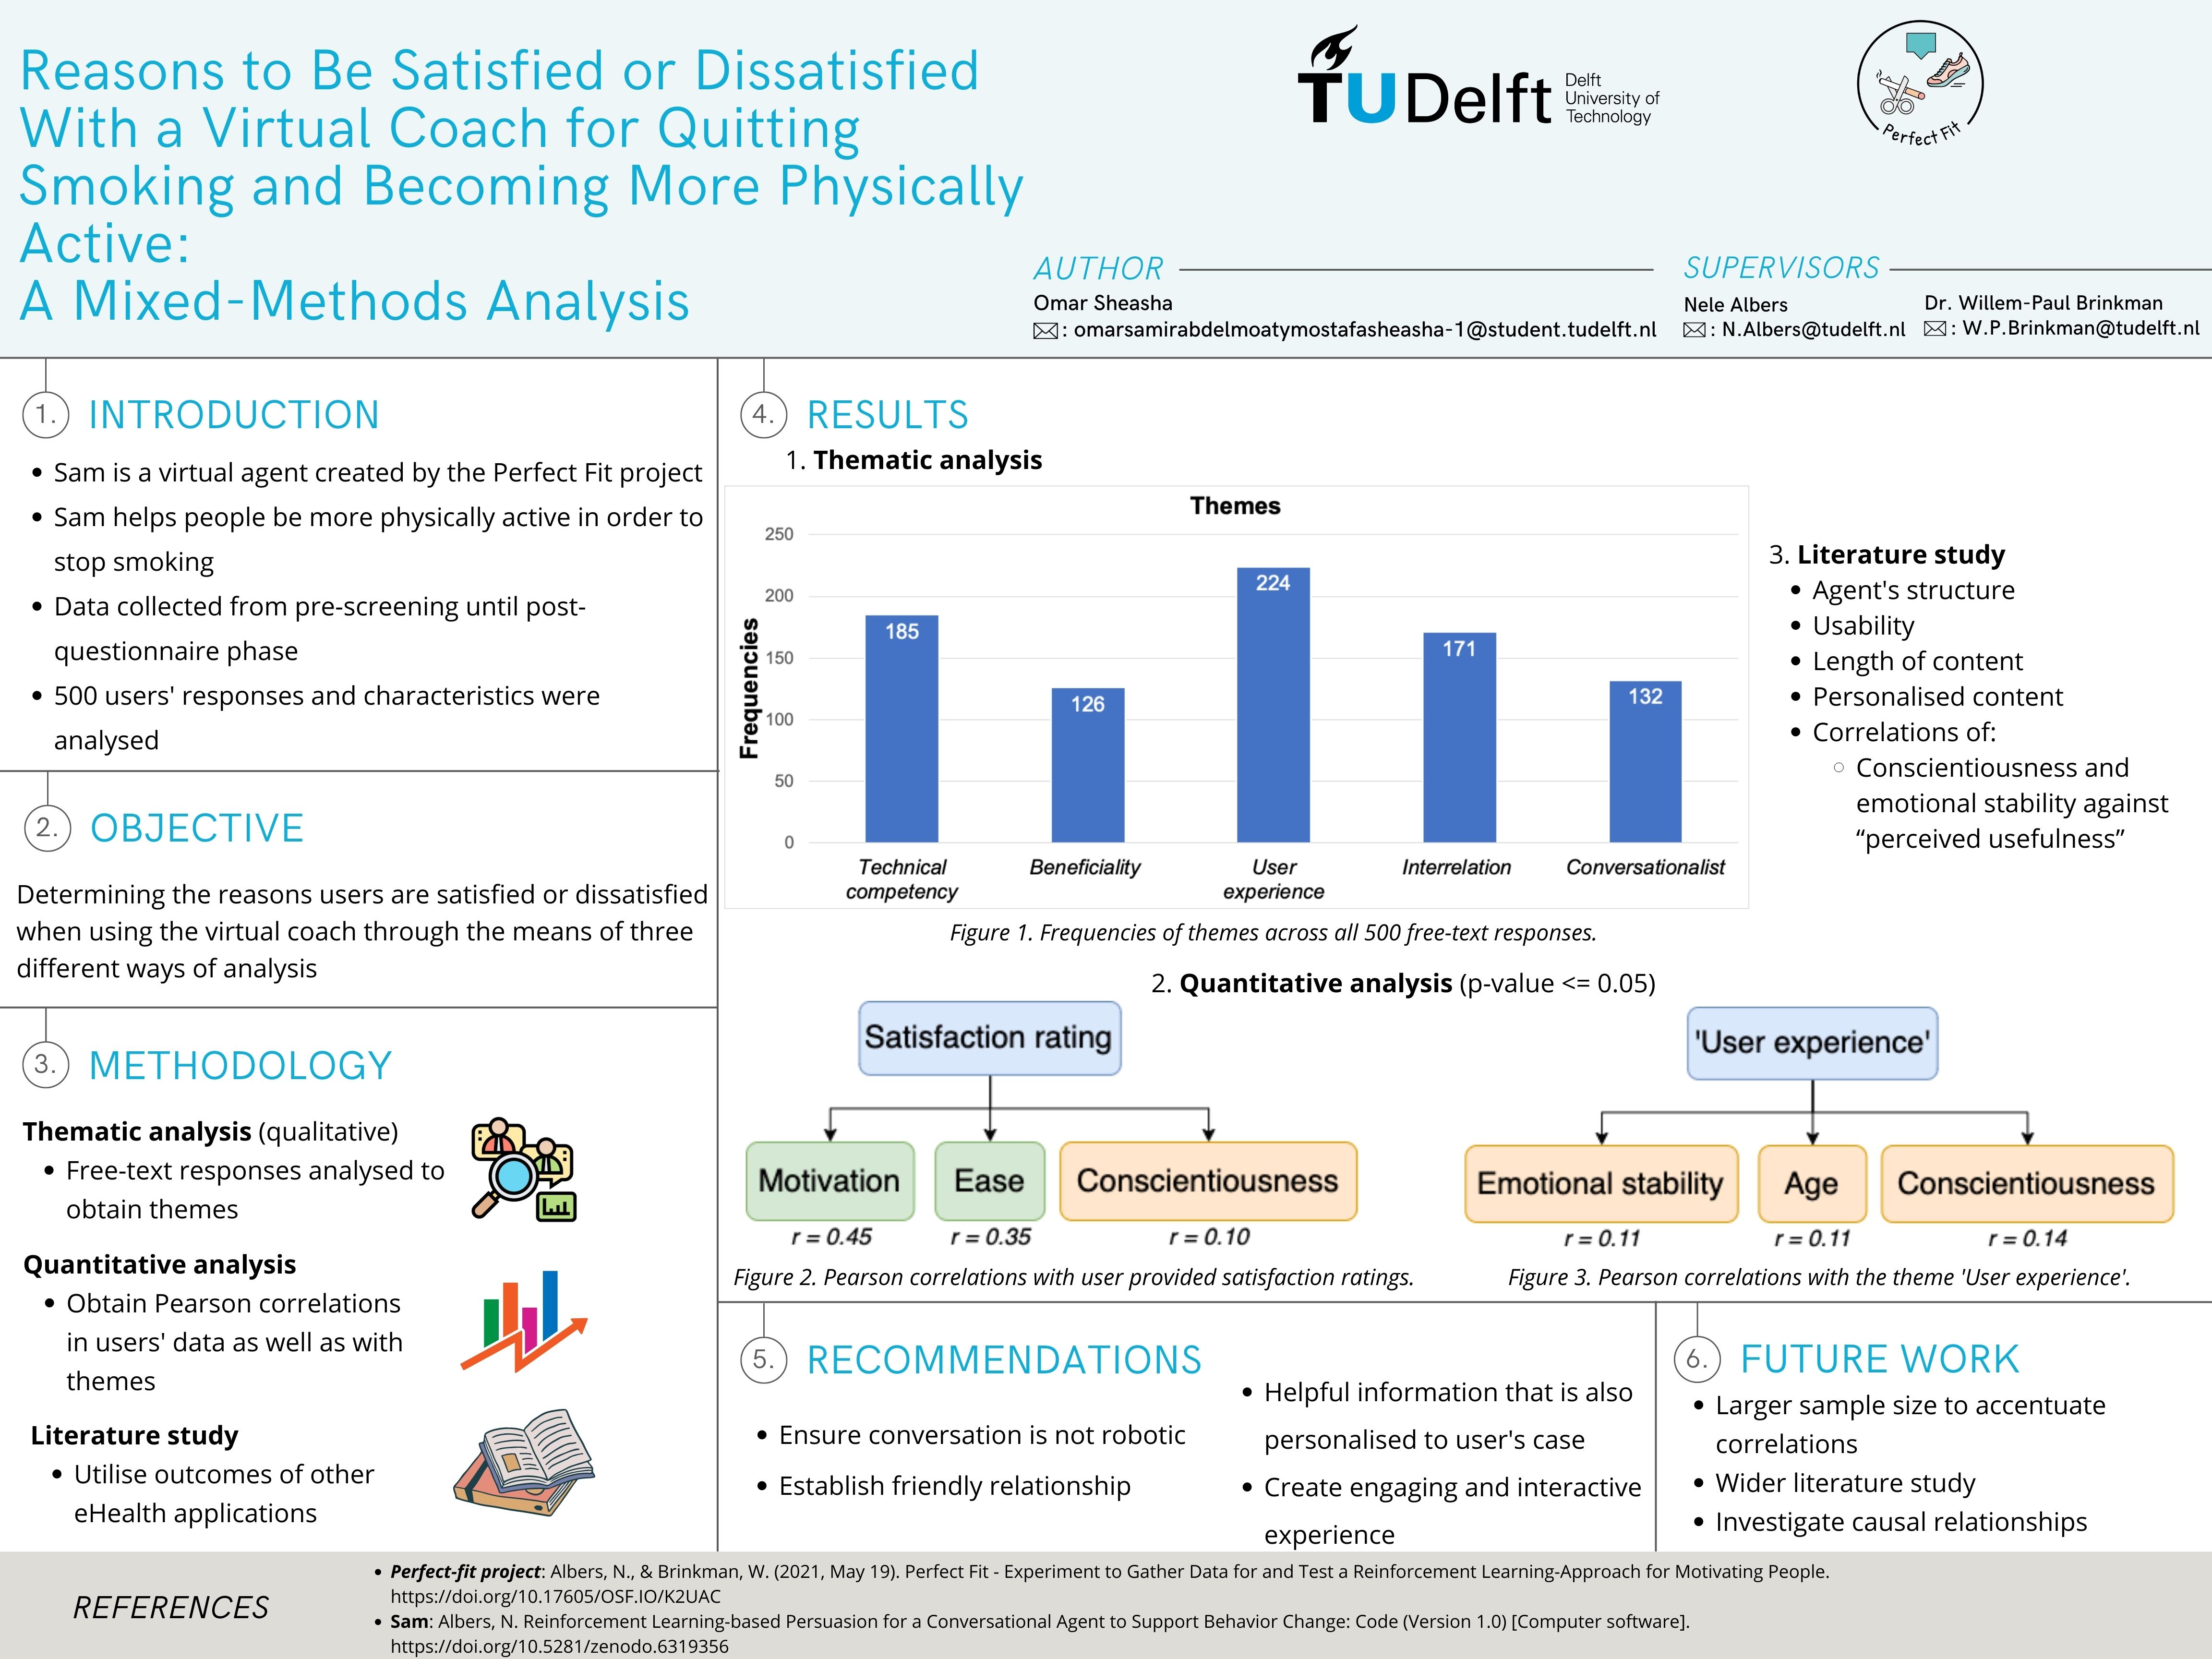 Reasons to Be Satisfied or Dissatisfied
With a Virtual Coach for Quitting
Smoking and Becoming More Physically
Active:
A Mixed-Methods Analysis
TUDelft
Delft
University of
Technology
Perfect Fit
AUTHOR
Omar Sheasha
: omarsamirabdelmoatymostafasheasha-1@student.tudelft.nl
SUPERVISORS
Nele Albers
: N.Albers@tudelft.nl
Dr. Willem-Paul Brinkman
: W.P.Brinkman@tudelft.nl
1. INTRODUCTION
• Sam is a virtual agent created by the Perfect Fit project
• Sam helps people be more physically active in order to
stop smoking
• Data collected from pre-screening until post-
questionnaire phase
• 500 users' responses and characteristics were
analysed
2. OBJECTIVE
Determining the reasons users are satisfied or dissatisfied
when using the virtual coach through the means of three
different ways of analysis
3. METHODOLOGY
Thematic analysis (qualitative)
• Free-text responses analysed to
obtain themes
Quantitative analysis
• Obtain Pearson correlations
in users' data as well as with
themes
Literature study
• Utilise outcomes of other
eHealth applications
4. RESULTS
1. Thematic analysis
Themes
Frequencies
250
200
150
100
50
0
185
126
224
171
132
Technical
competency
Beneficiality
User
experience
Interrelation
Conversationalist
Figure 1. Frequencies of themes across all 500 free-text responses.
3. Literature study
• Agent's structure
• Usability
• Length of content
• Personalised content
• Correlations of:
○ Conscientiousness and
emotional stability against
“perceived usefulness”
2. Quantitative analysis (p-value <= 0.05)
Satisfaction rating
Motivation
Ease
Conscientiousness
r = 0.45
r = 0.35
r = 0.10
Figure 2. Pearson correlations with user provided satisfaction ratings.
'User experience'
Emotional stability
Age
Conscientiousness
r = 0.11
r = 0.11
r = 0.14
Figure 3. Pearson correlations with the theme 'User experience'.
5. RECOMMENDATIONS
• Ensure conversation is not robotic
• Establish friendly relationship
• Helpful information that is also
personalised to user's case
• Create engaging and interactive
experience
6. FUTURE WORK
• Larger sample size to accentuate
correlations
• Wider literature study
• Investigate causal relationships
REFERENCES
• Perfect-fit project: Albers, N., & Brinkman, W. (2021, May 19). Perfect Fit - Experiment to Gather Data for and Test a Reinforcement Learning-Approach for Motivating People.
https://doi.org/10.17605/OSF.IO/K2UAC
• Sam: Albers, N. Reinforcement Learning-based Persuasion for a Conversational Agent to Support Behavior Change: Code (Version 1.0) [Computer software].
https://doi.org/10.5281/zenodo.6319356